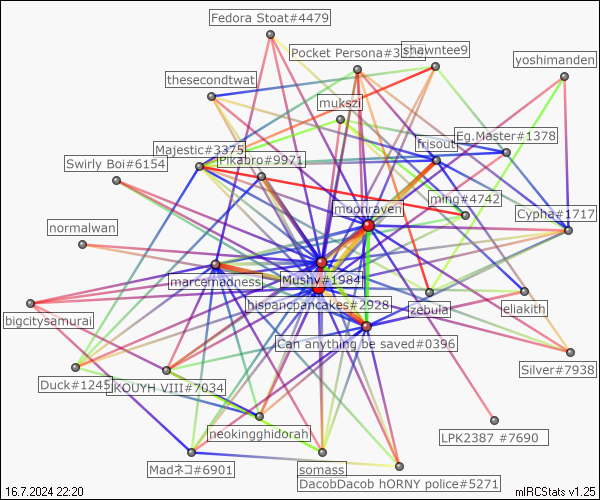 Fedora Stoat#4479
shawntee9
Pocket Persona#3
yoshimanden
thesecondtwat
mukszi
Eg.Master#1378
frisout
Majestic#3375
Pikabro#9971
Swirly Boi#6154
ming#4742
moonraven
Cypha#1717
normalwan
Mushy#1984
marcemadness
hispancpancakes#2928
zebula
eliakith
bigcitysamurai
Can anything be saved#0396
Silver#7938
Duck#1245
KOUYH VIII#7034
neokingghidorah
LPK2387 #7690
Madネコ#6901
somass
DacobDacob hORNY police#5271
16.7.2024 22:20
mIRCStats v1.25